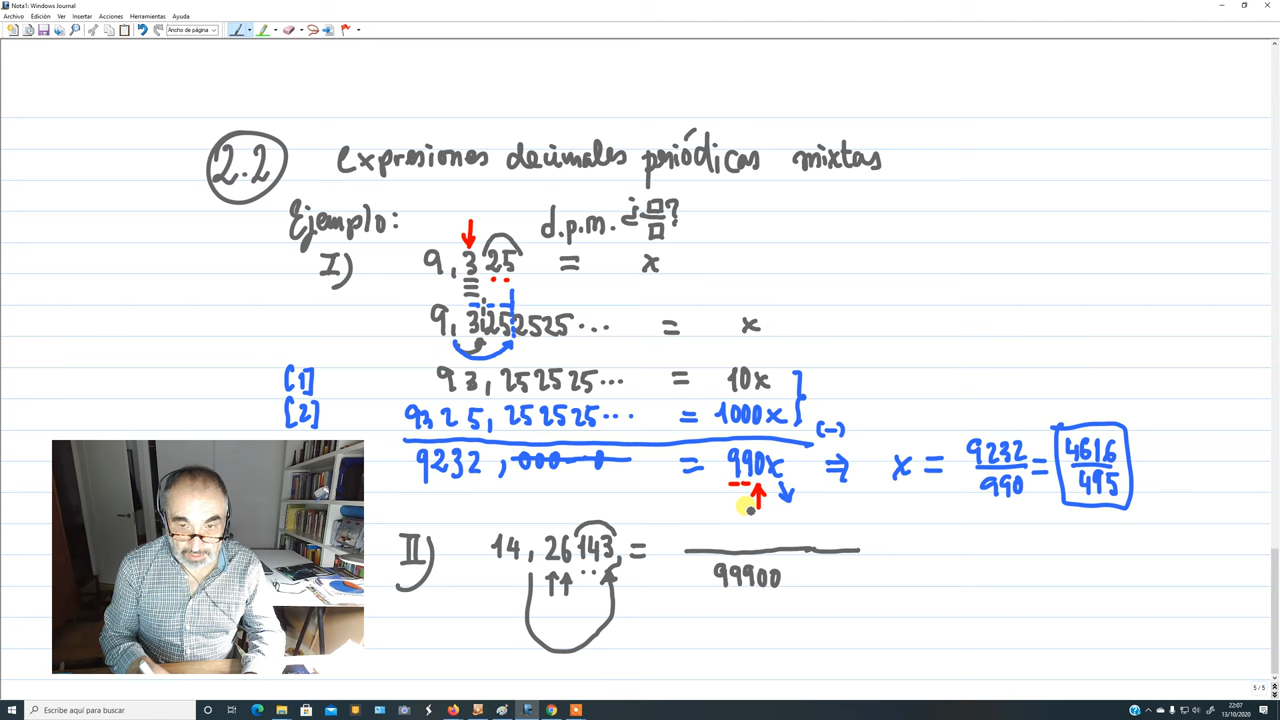 Nota1: Windows Journal
Archivo Edición Ver Insertar Acciones Herramientas Ayuda
Ancho de página
2.2 Expresiones decimales periódicas mixtas
Ejemplo: d.p.m. ¿□/□?
I) 9,325 = x
9,3252525... = x
[1] 93,252525... = 10x
[2] 9325,252525... = 1000x
(-)
9232,000-0 = 990x ⇒ x = 9232/990 = 4616/495
II) 14,26143, =
99900
5/5
Escribe aquí para buscar
22:07
13/10/2020